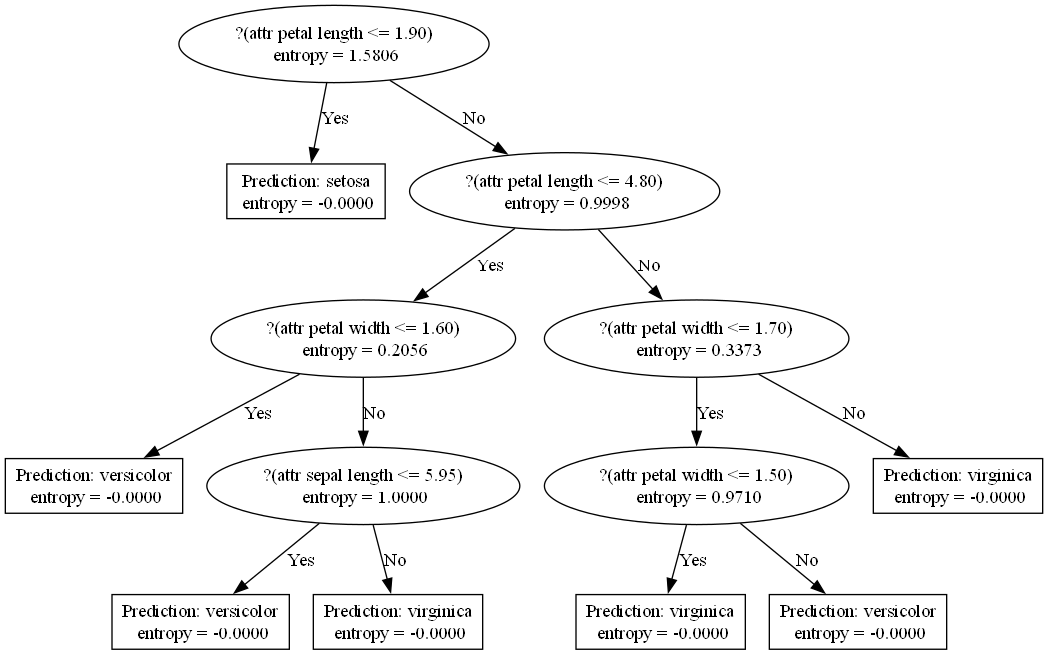 ?(attr petal length <= 1.90)
entropy = 1.5806
Yes
No
Prediction: setosa
entropy = -0.0000
?(attr petal length <= 4.80)
entropy = 0.9998
Yes
No
?(attr petal width <= 1.60)
entropy = 0.2056
?(attr petal width <= 1.70)
entropy = 0.3373
Yes
No
Yes
No
Prediction: versicolor
entropy = -0.0000
?(attr sepal length <= 5.95)
entropy = 1.0000
?(attr petal width <= 1.50)
entropy = 0.9710
Prediction: virginica
entropy = -0.0000
Yes
No
Yes
No
Prediction: versicolor
entropy = -0.0000
Prediction: virginica
entropy = -0.0000
Prediction: virginica
entropy = -0.0000
Prediction: versicolor
entropy = -0.0000